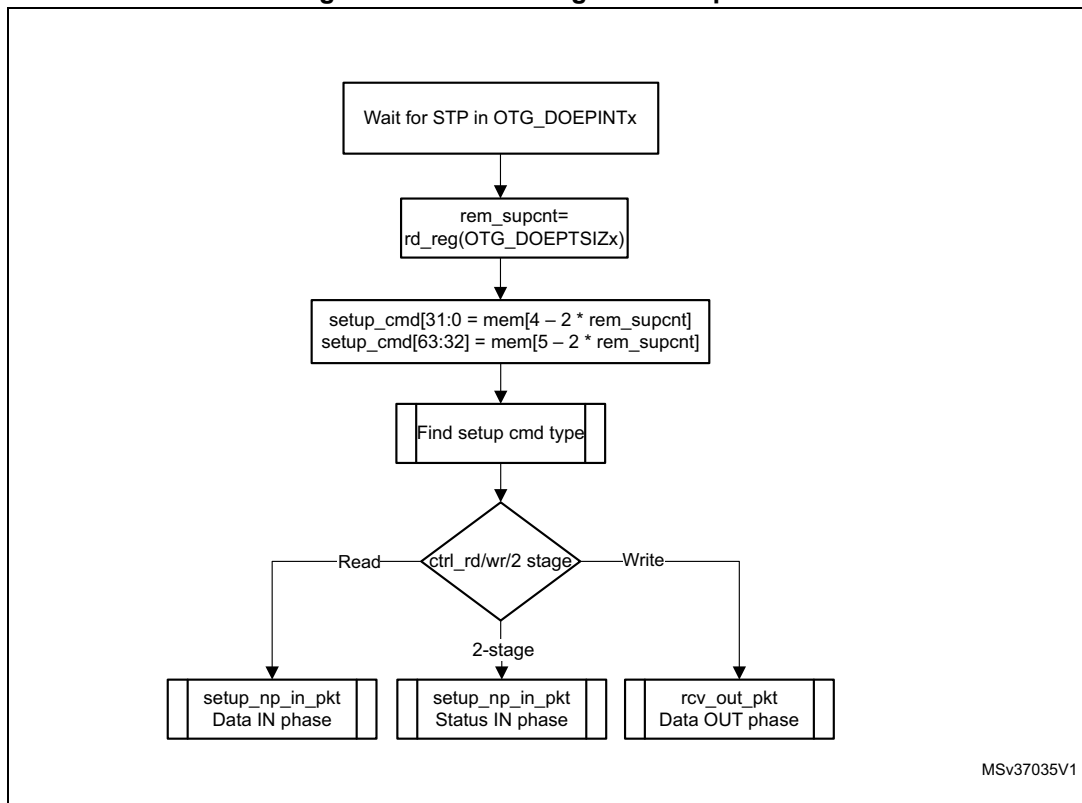 Wait for STP in OTG_DOEPINTx
rem_supcnt=
rd_reg(OTG_DOEPTSIZx)
setup_cmd[31:0 = mem[4 – 2 * rem_supcnt]
setup_cmd[63:32] = mem[5 – 2 * rem_supcnt]
Find setup cmd type
ctrl_rd/wr/2 stage
Read
Write
2-stage
setup_np_in_pkt
Data IN phase
setup_np_in_pkt
Status IN phase
rcv_out_pkt
Data OUT phase
MSv37035V1